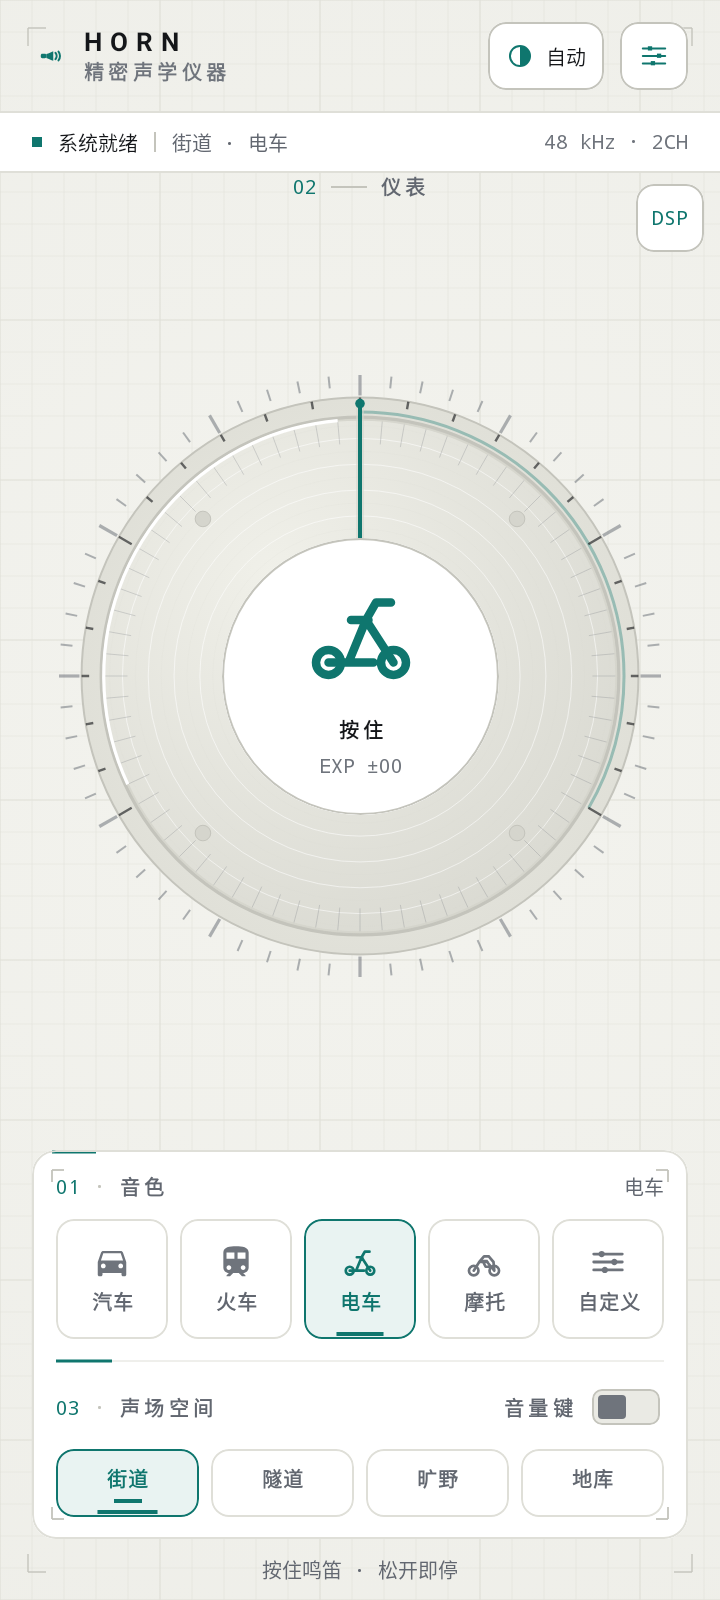 HORN
精密声学仪器
自动
系统就绪 | 街道 · 电车
48 kHz · 2CH
02 — 仪表
DSP
按住
EXP ±00
01 · 音色
电车
汽车
火车
电车
摩托
自定义
03 · 声场空间
音量键
街道
隧道
旷野
地库
按住鸣笛 · 松开即停